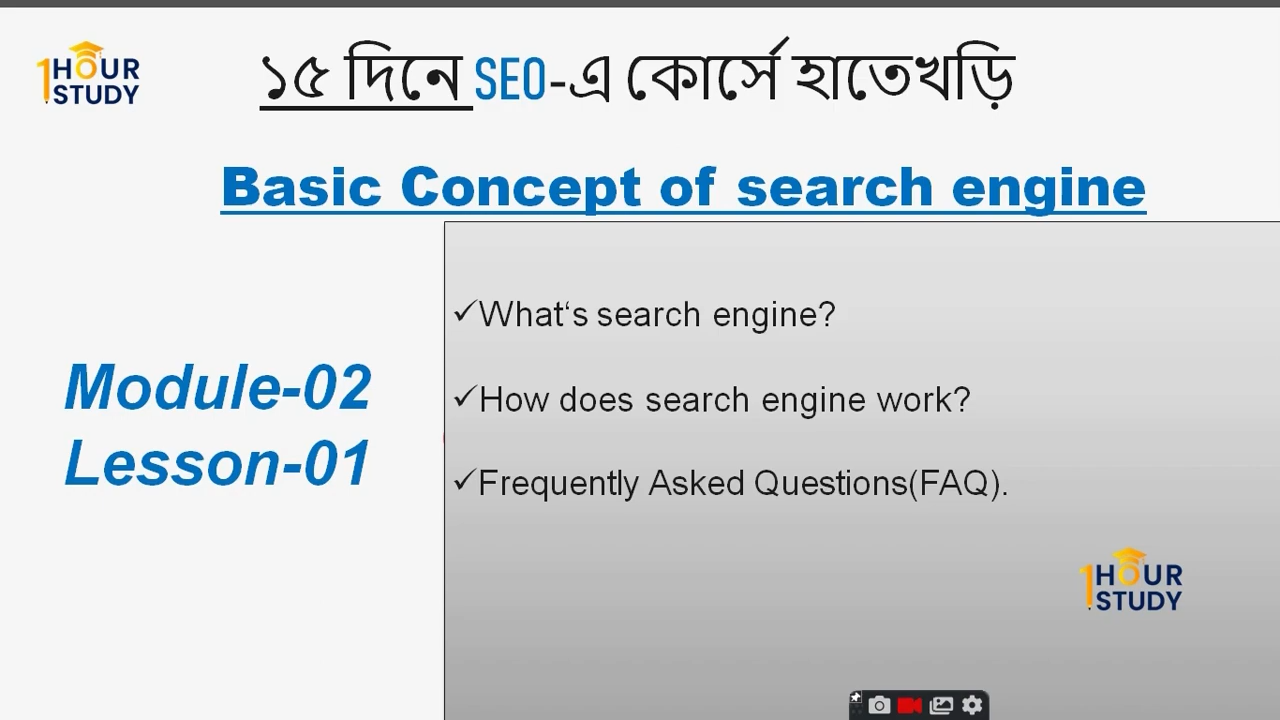 1HOUR
STUDY
১৫ দিনে SEO-এ কোর্সে হাতেখড়ি
Basic Concept of search engine
Module-02
Lesson-01
✓What‘s search engine?
✓How does search engine work?
✓Frequently Asked Questions(FAQ).
1HOUR
STUDY